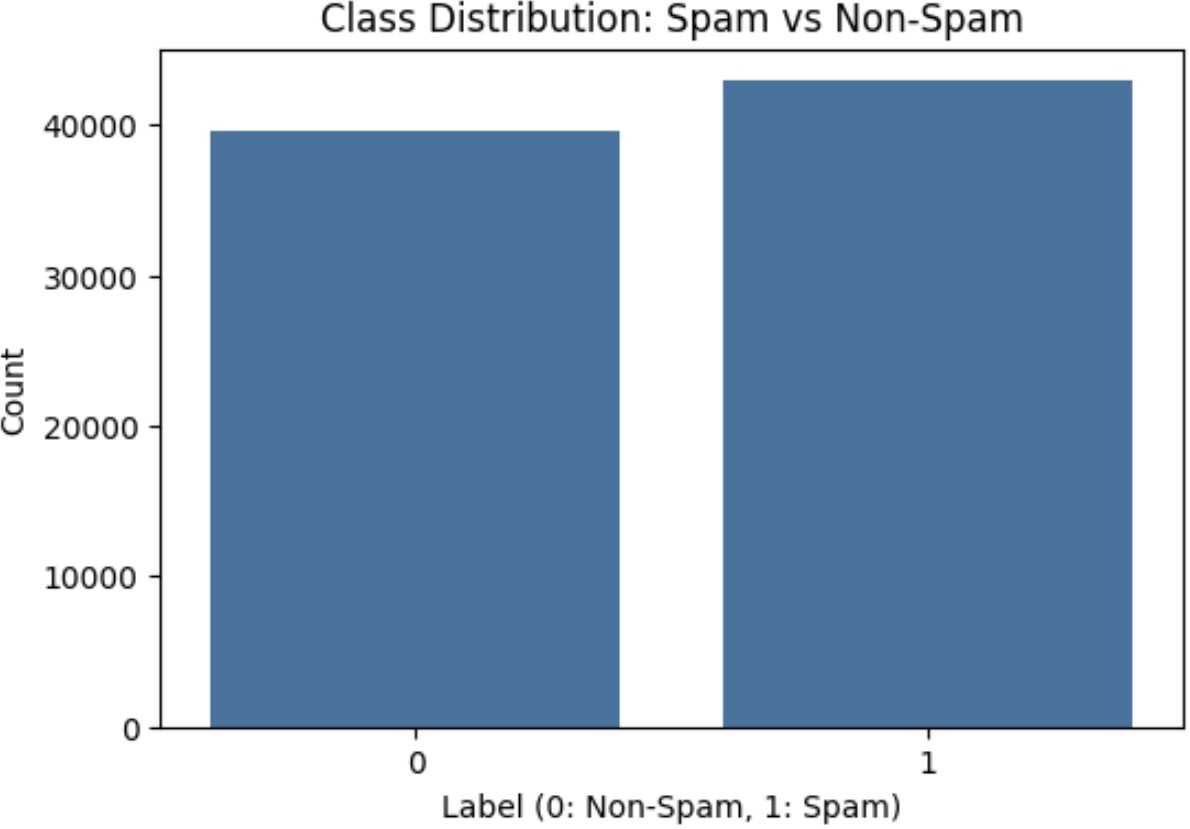 Class Distribution: Spam vs Non-Spam
40000
30000
20000
10000
0
Count
0 1
Label (0: Non-Spam, 1: Spam)